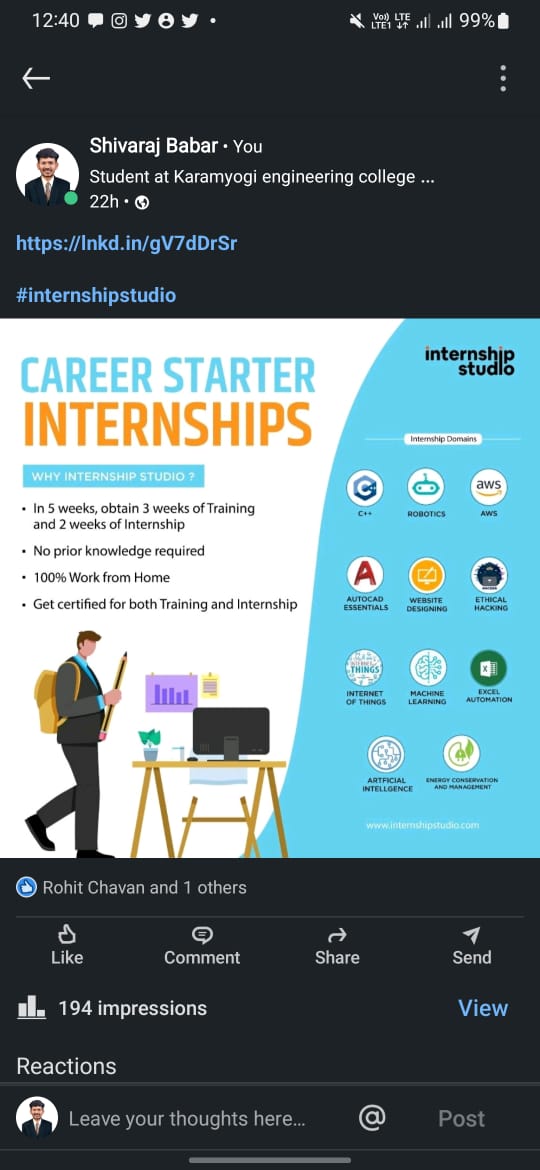 12:40
Vo)) LTE
LTE1
99%
Shivaraj Babar • You
Student at Karamyogi engineering college ...
22h •
https://lnkd.in/gV7dDrSr
#internshipstudio
internship
studio
CAREER STARTER
INTERNSHIPS
WHY INTERNSHIP STUDIO ?
• In 5 weeks, obtain 3 weeks of Training
and 2 weeks of Internship
• No prior knowledge required
• 100% Work from Home
• Get certified for both Training and Internship
Internship Domains
C++
ROBOTICS
aws
AWS
AUTOCAD
ESSENTIALS
WEBSITE
DESIGNING
ETHICAL
HACKING
INTERNET
THINGS
INTERNET
OF THINGS
MACHINE
LEARNING
EXCEL
AUTOMATION
ARTFICIAL
INTELLGENCE
ENERGY CONSERVATION
AND MANAGEMENT
www.internshipstudio.com
Rohit Chavan and 1 others
Like
Comment
Share
Send
194 impressions
View
Reactions
Leave your thoughts here...
@
Post